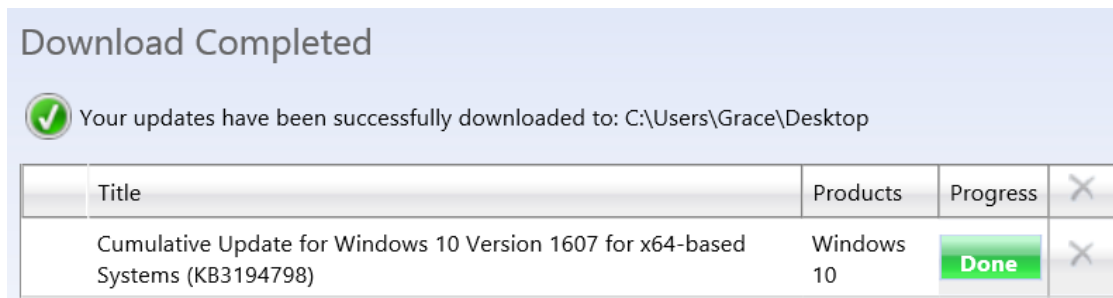 Download Completed
Your updates have been successfully downloaded to: C:\Users\Grace\Desktop
Title Products Progress
Cumulative Update for Windows 10 Version 1607 for x64-based Windows
Systems (KB3194798) 10 Done